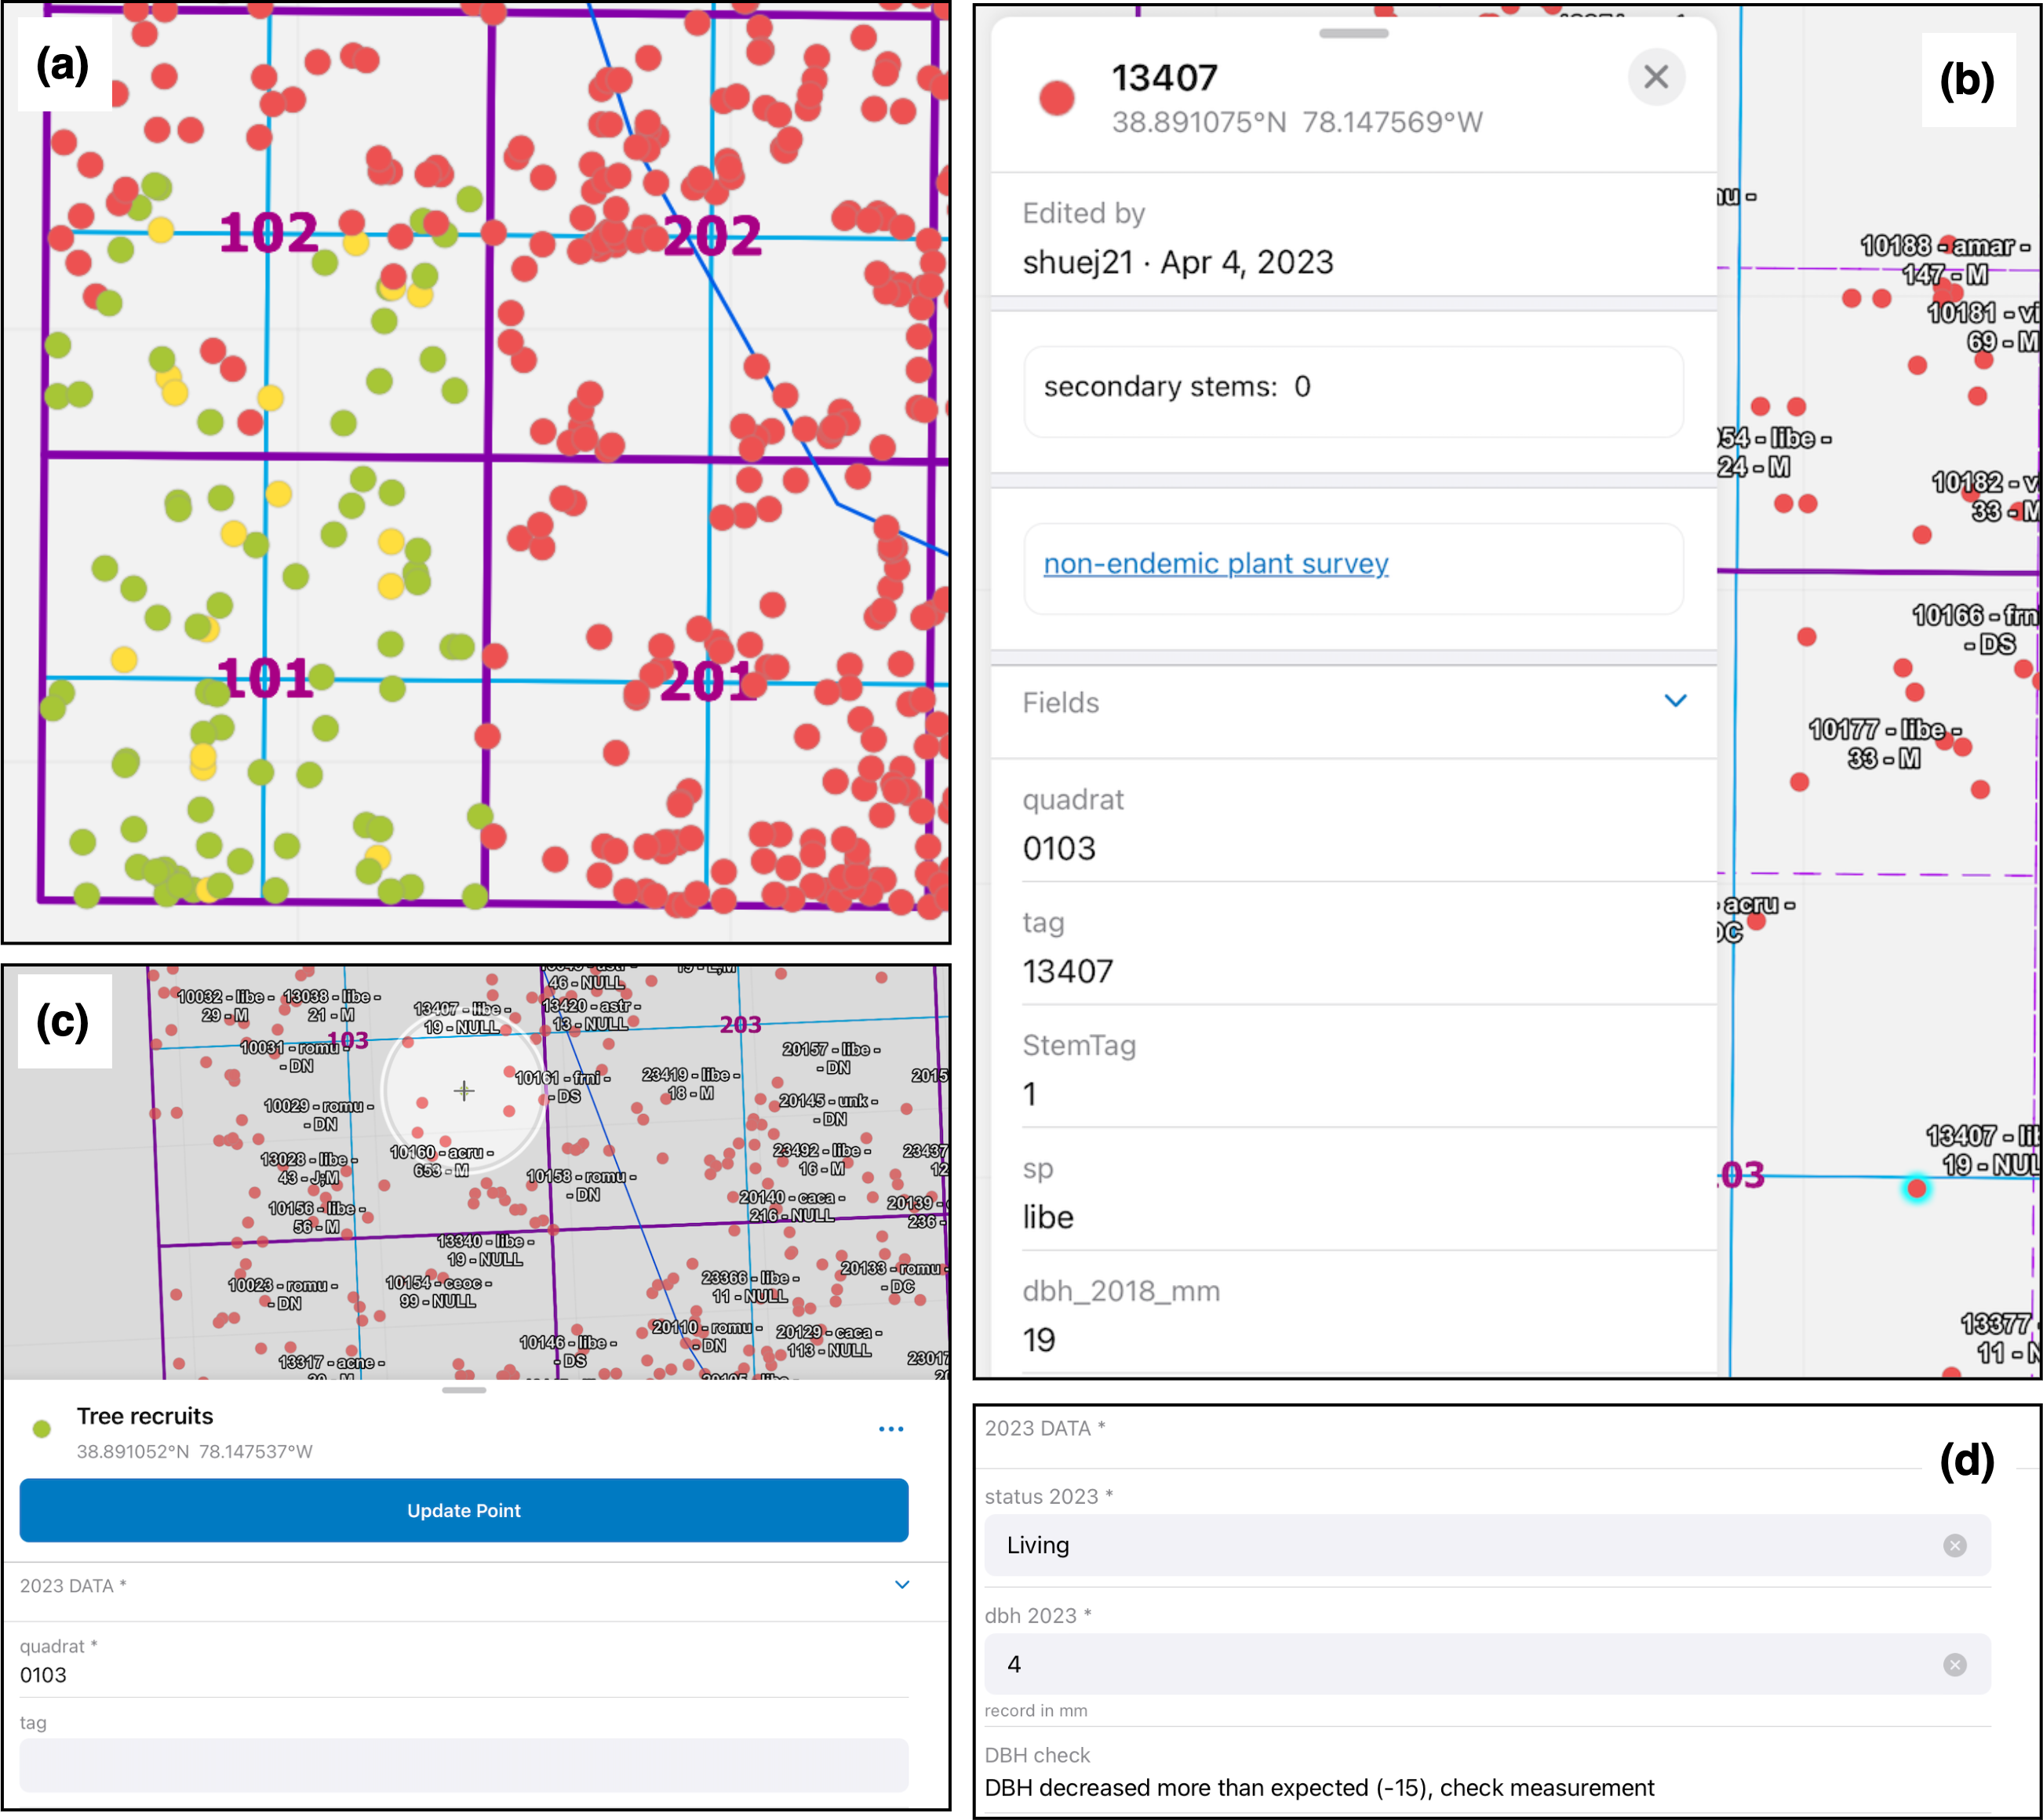 (a)
102
202
101
201
(b)
13407
38.891075°N 78.147569°W
Edited by
shuej21 · Apr 4, 2023
secondary stems: 0
non-endemic plant survey
Fields
quadrat
0103
tag
13407
StemTag
1
sp
libe
dbh_2018_mm
19
10188 - amar -
147 - M
10181 - vi
69 - M
54 - libe -
24 - M
10182 - v
33 - M
10166 - frn
- DS
10177 - libe -
33 - M
- acru -
13407 - li
19 - NUL
03
13377
11 - N
(c)
10032 - libe -
29 - M
13038 - libe -
21 - M
13407 - libe -
19 - NULL
46 - NULL
13420 - astr -
13 - NULL
103
203
10031 - romu -
- DN
10161 - frni -
- DS
23419 - libe -
18 - M
20157 - libe -
- DN
2015
10029 - romu -
- DN
20145 - unk -
- DN
13028 - libe -
43 - J;M
10160 - acru -
653 - M
10158 - romu -
- DN
23492 - libe -
16 - M
23437
12
10156 - libe -
56 - M
20140 - caca -
216 - NULL
20139 -
236 -
13340 - libe -
19 - NULL
10023 - romu -
- DN
10154 - ceoc -
99 - NULL
23366 - libe -
11 - NULL
20133 - romu -
- DC
10146 - libe -
- DS
20110 - romu -
- DN
20129 - caca -
113 - NULL
13317 - acne -
23017
Tree recruits
38.891052°N 78.147537°W
Update Point
2023 DATA *
quadrat *
0103
tag
(d)
2023 DATA *
status 2023 *
Living
dbh 2023 *
4
record in mm
DBH check
DBH decreased more than expected (-15), check measurement